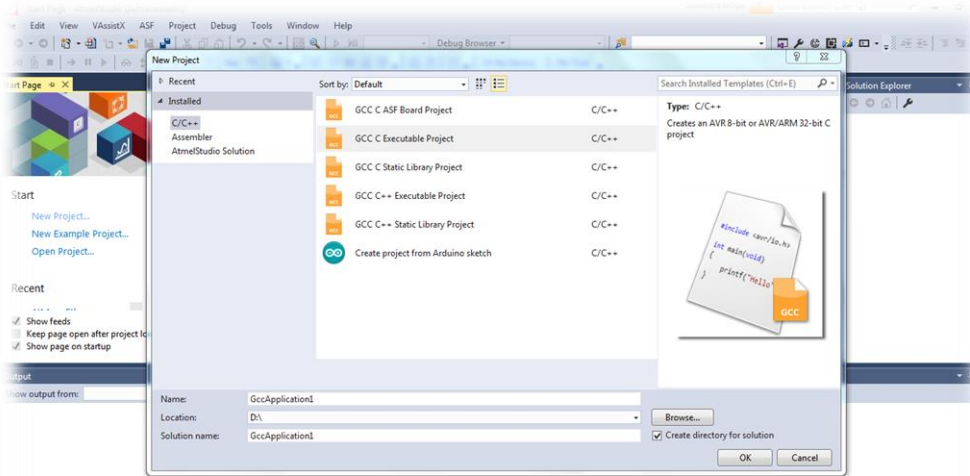 Edit View VAssistX ASF Project Debug Tools Window Help
Debug Browser
New Project
Start Page
Solution Explorer
Recent
Installed
C/C++
Assembler
AtmelStudio Solution
Sort by: Default
GCC C ASF Board Project C/C++
GCC C Executable Project C/C++
GCC C Static Library Project C/C++
GCC C++ Executable Project C/C++
GCC C++ Static Library Project C/C++
Create project from Arduino sketch C/C++
Search Installed Templates (Ctrl+E)
Type: C/C++
Creates an AVR 8-bit or AVR/ARM 32-bit C
project
#include <avr/io.h>
int main(void)
{
printf("Hello"
}
GCC
Start
New Project...
New Example Project...
Open Project...
Recent
Show feeds
Keep page open after project lo
Show page on startup
Output
Show output from:
Name: GccApplication1
Location: D:\
Browse...
Solution name: GccApplication1
Create directory for solution
OK Cancel